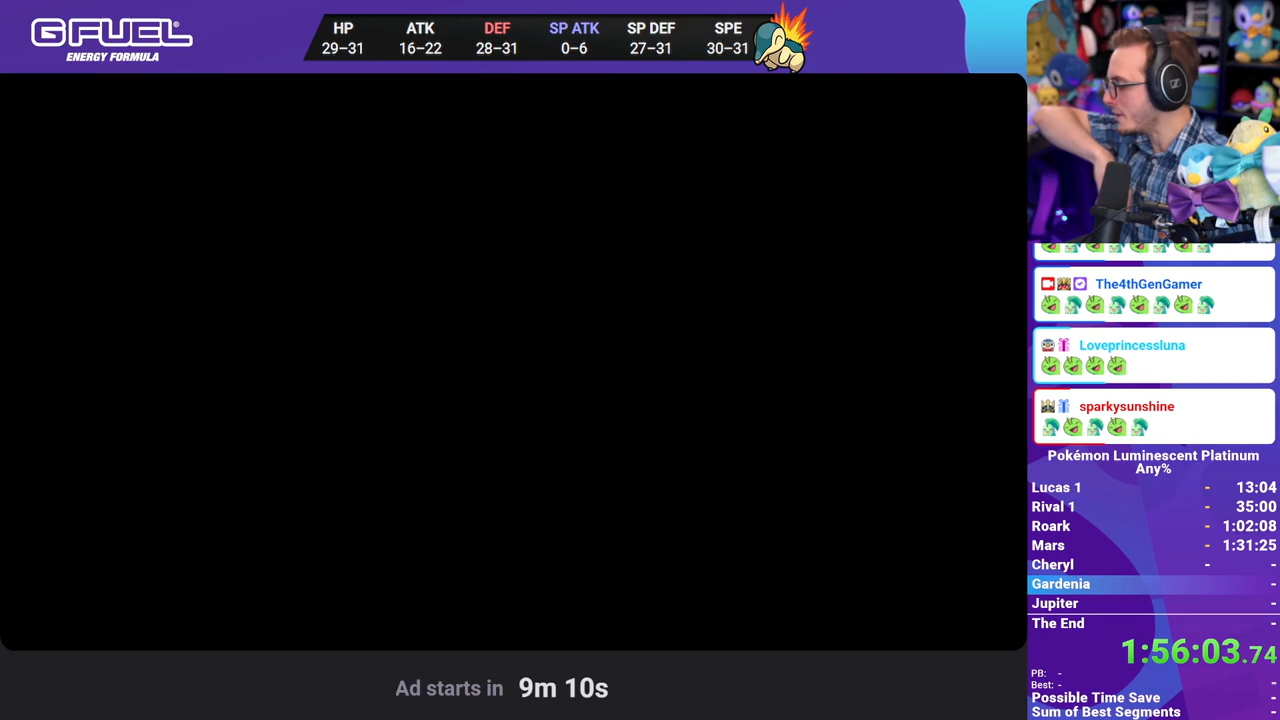 G FUEL®
ENERGY FORMULA
HP ATK DEF SP ATK SP DEF SPE
29–31 16–22 28–31 0–6 27–31 30–31
The4thGenGamer
Loveprincessluna
sparkysunshine
Pokémon Luminescent Platinum
Any%
Lucas 1 - 13:04
Rival 1 - 35:00
Roark - 1:02:08
Mars - 1:31:25
Cheryl - -
Gardenia -
Jupiter -
The End -
1:56:03.74
PB: -
Best: - -
Possible Time Save -
Sum of Best Segments -
Ad starts in 9m 10s